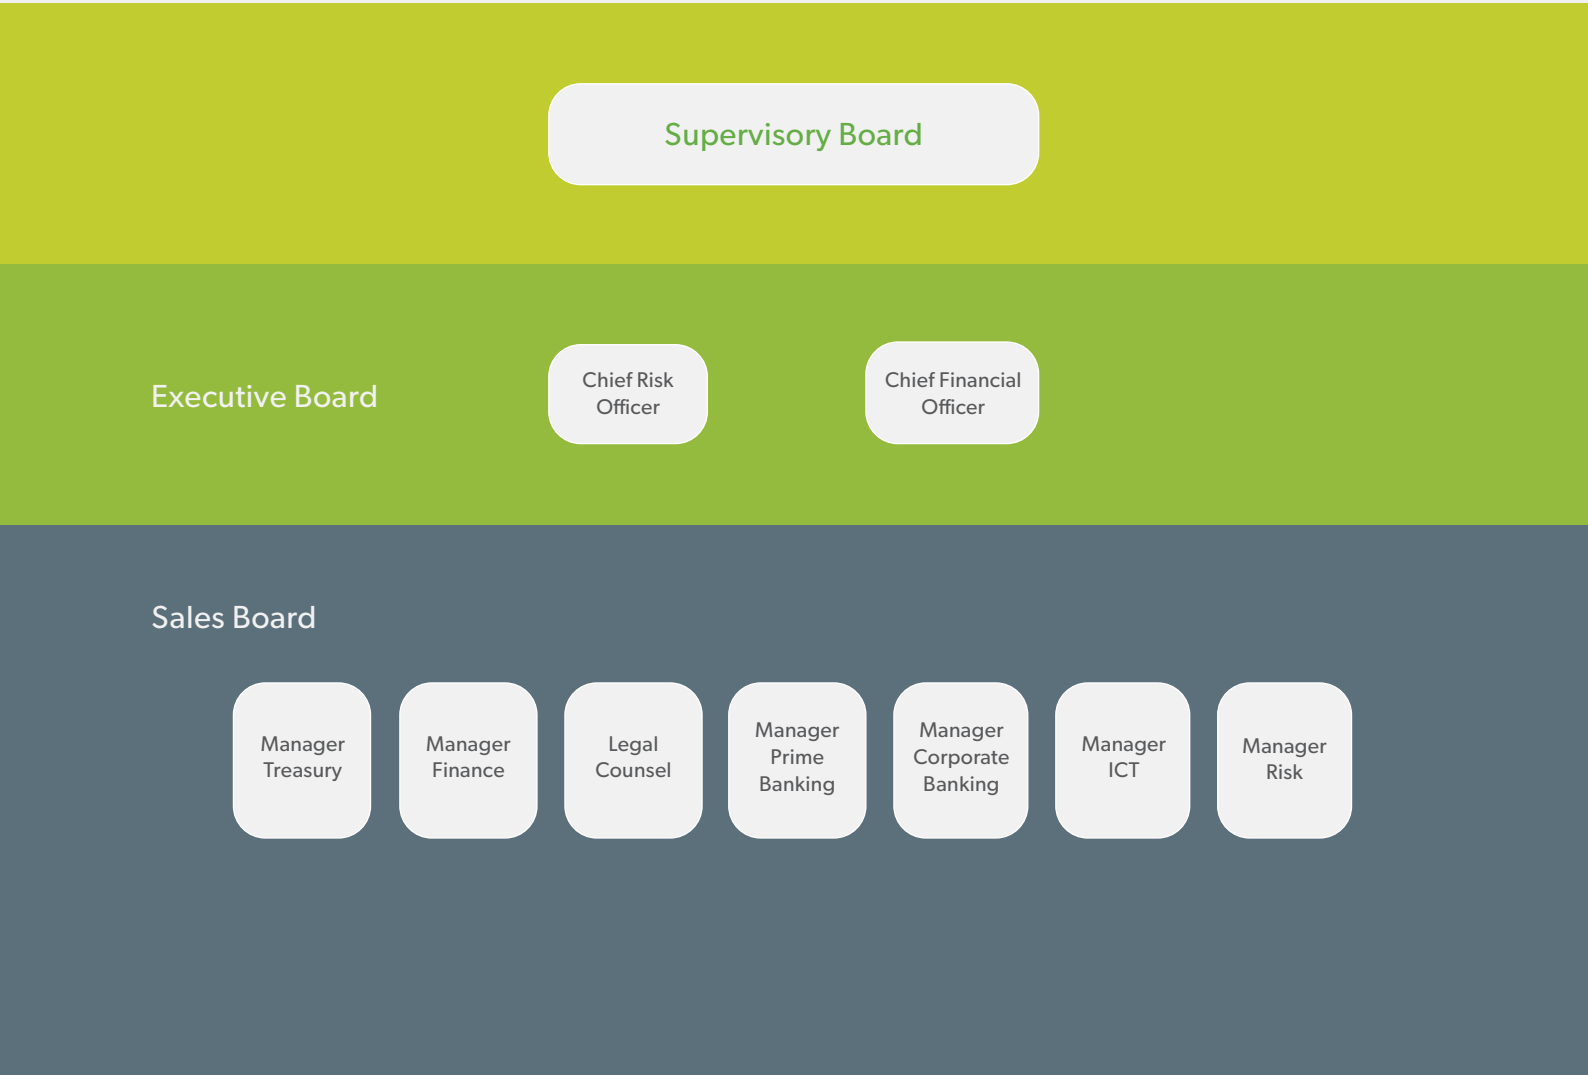 Supervisory Board
Executive Board
Chief Risk
Officer
Chief Financial
Officer
Sales Board
Manager
Treasury
Manager
Finance
Legal
Counsel
Manager
Prime
Banking
Manager
Corporate
Banking
Manager
ICT
Manager
Risk